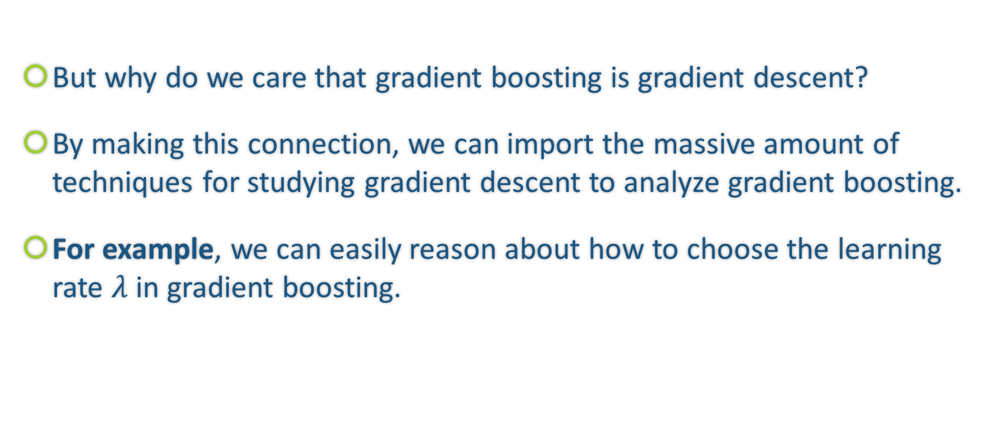 But why do we care that gradient boosting is gradient descent?
By making this connection, we can import the massive amount of
techniques for studying gradient descent to analyze gradient boosting.
For example, we can easily reason about how to choose the learning
rate λ in gradient boosting.